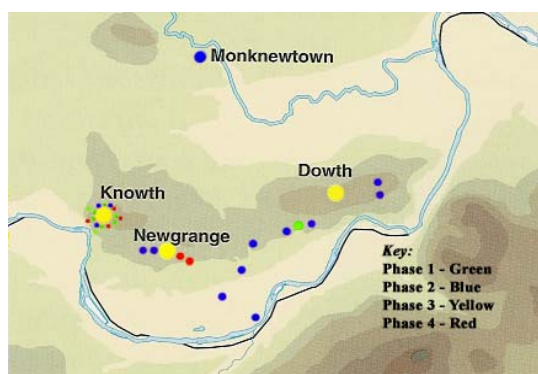 Monknewtown
Dowth
Knowth
Newgrange
Key:
Phase 1 - Green
Phase 2 - Blue
Phase 3 - Yellow
Phase 4 - Red